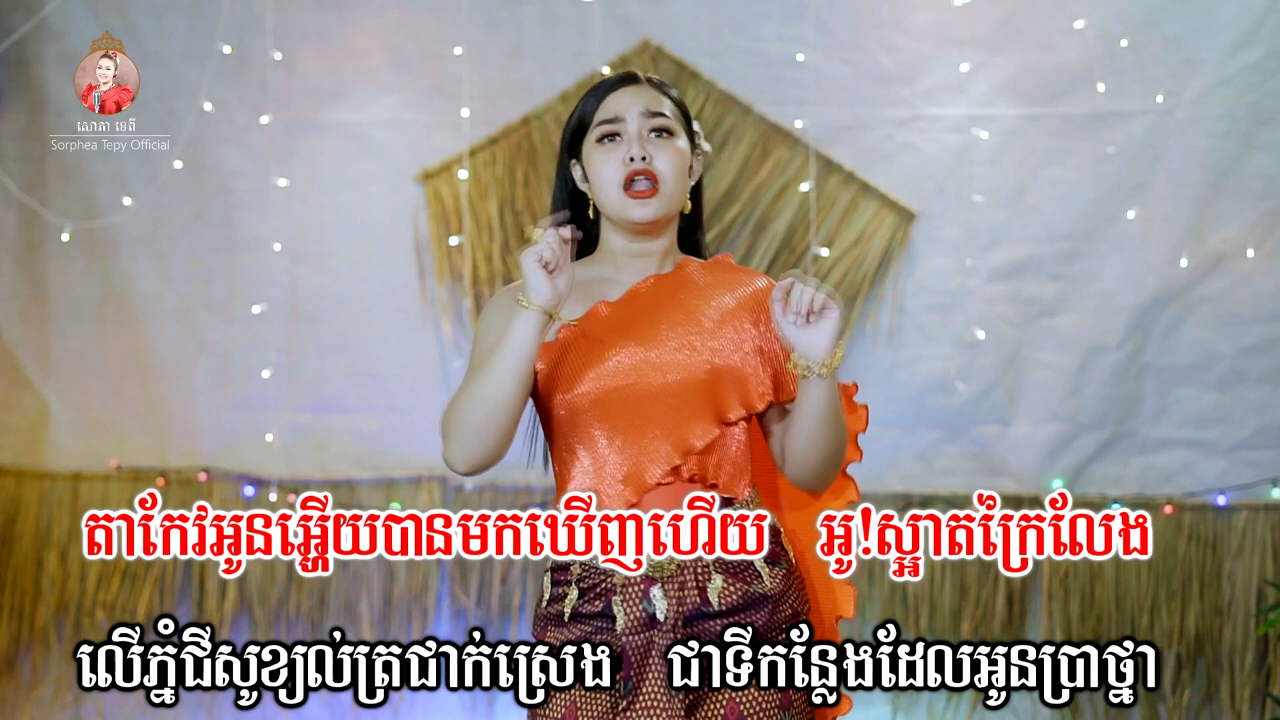 សោភា ទេពី
Sorphea Tepy Official
តាកែវអូនអ្ហើយបានមកឃើញហើយ អូ!ស្អាតក្រៃលែង
លើភ្នំជីសូខ្យល់ត្រជាក់ស្រេង ជាទីកន្លែងដែលអូនប្រាថ្នា